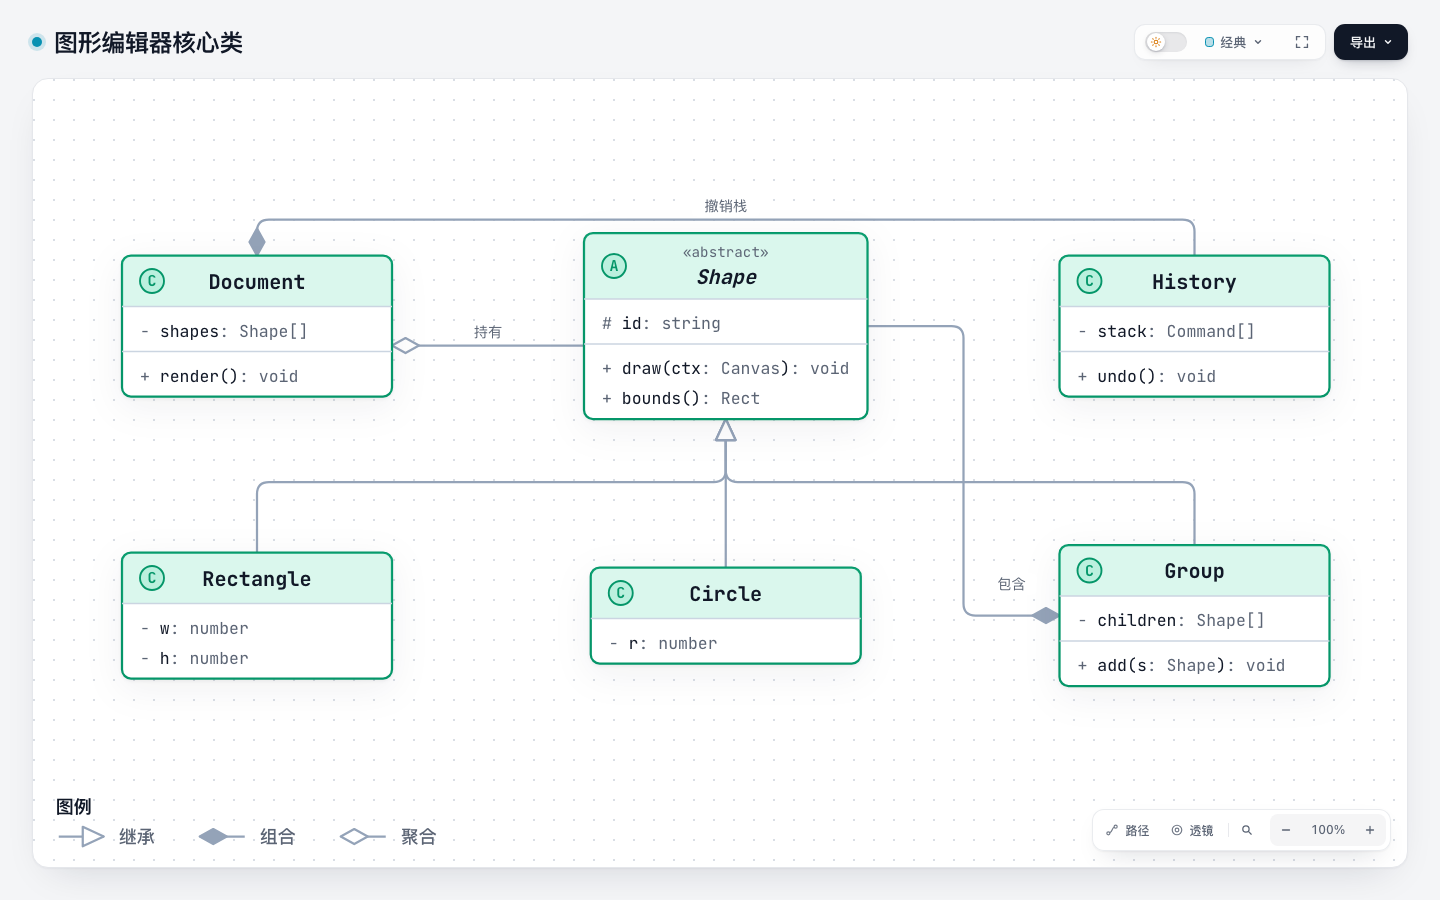 图形编辑器核心类
经典
导出
撤销栈
C
Document
- shapes: Shape[]
+ render(): void
持有
A
«abstract»
Shape
# id: string
+ draw(ctx: Canvas): void
+ bounds(): Rect
C
History
- stack: Command[]
+ undo(): void
C
Rectangle
- w: number
- h: number
C
Circle
- r: number
包含
C
Group
- children: Shape[]
+ add(s: Shape): void
图例
继承
组合
聚合
路径
透镜
− 100% +